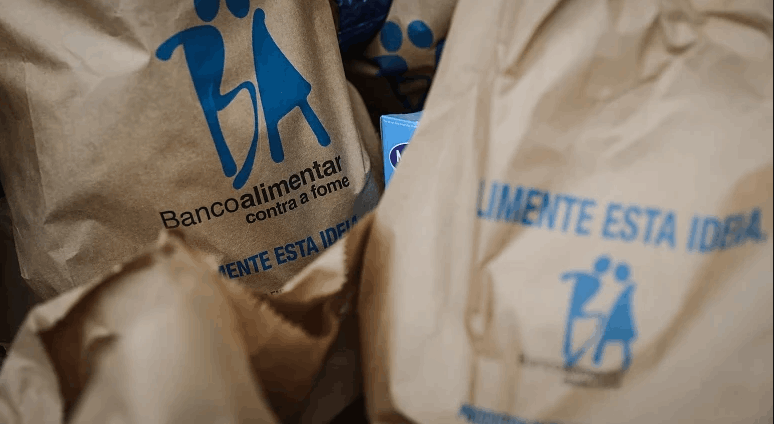 Bancoalimentar
contra a fome
MENTE ESTA IDEIA
LIMENTE ESTA IDEIA.